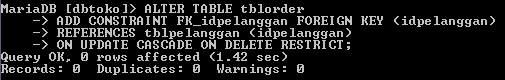 MariaDB [dbtoko]> ALTER TABLE tblorder
    -> ADD CONSTRAINT FK_idpelanggan FOREIGN KEY (idpelanggan)
    -> REFERENCES tblpelanggan (idpelanggan)
    -> ON UPDATE CASCADE ON DELETE RESTRICT;
Query OK, 0 rows affected (1.42 sec)
Records: 0  Duplicates: 0  Warnings: 0